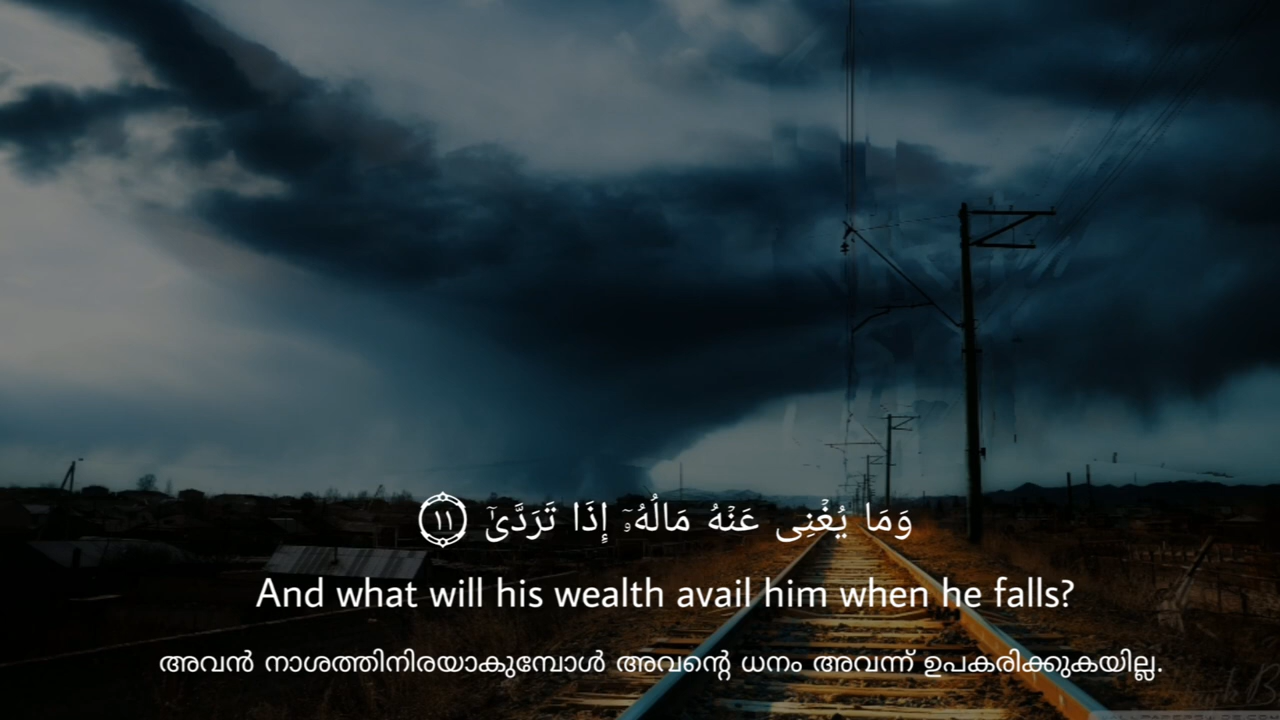 وَمَا يُغْنِى عَنْهُ مَالُهُۥٓ إِذَا تَرَدَّىٰٓ ١١
And what will his wealth avail him when he falls?
അവൻ നാശത്തിനിരയാകുമ്പോൾ അവന്റെ ധനം അവന്ന് ഉപകരിക്കുകയില്ല.